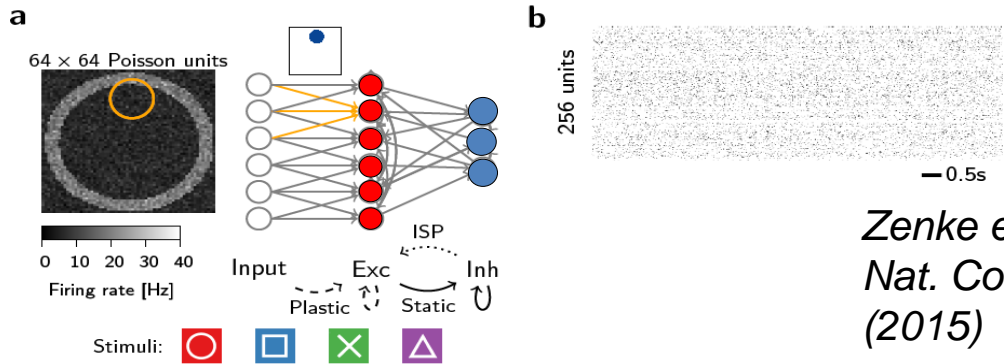 a
64 × 64 Poisson units
0 10 20 30 40
Firing rate [Hz]
Input
Exc
Inh
ISP
Plastic
Static
Stimuli:
b
256 units
0.5s
Zenke e
Nat. Co
(2015)